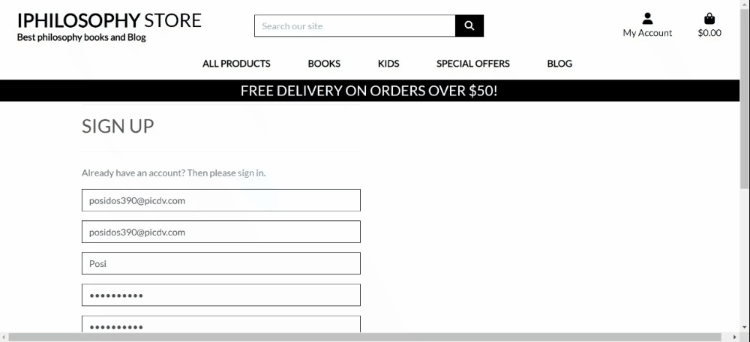 IPHILOSOPHY STORE
Best philosophy books and Blog
Search our site
My Account
$0.00
ALL PRODUCTS BOOKS KIDS SPECIAL OFFERS BLOG
FREE DELIVERY ON ORDERS OVER $50!
SIGN UP
Already have an account? Then please sign in.
posidos390@picdv.com
posidos390@picdv.com
Posi
••••••••••
••••••••••